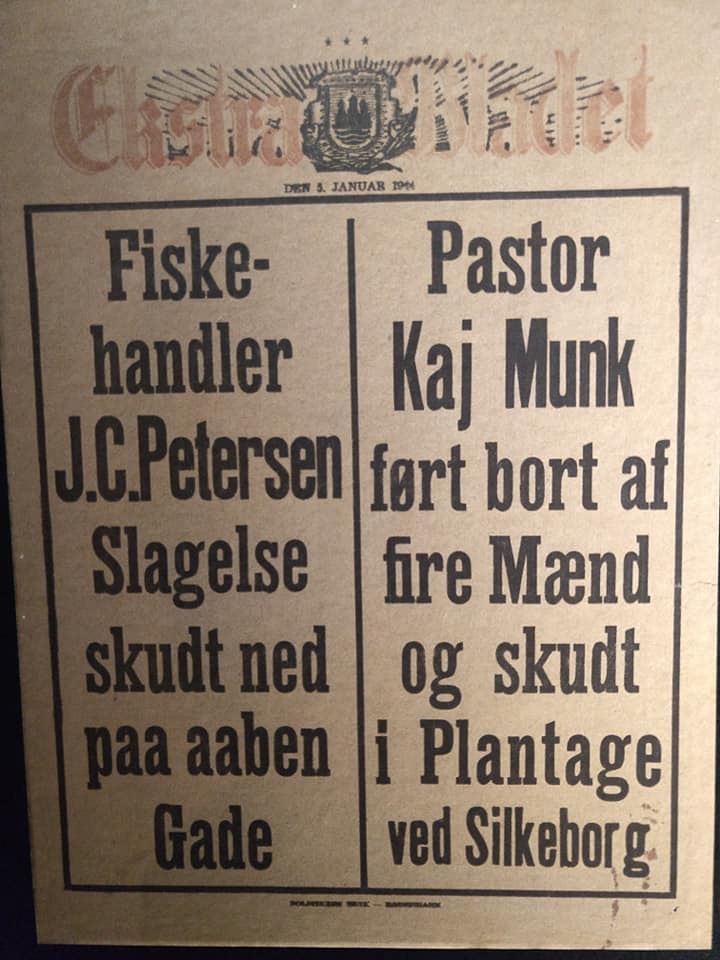 Ekstra Bladet
DEN 5. JANUAR 1944
Fiske-
handler
J.C.Petersen
Slagelse
skudt ned
paa aaben
Gade
Pastor
Kaj Munk
ført bort af
fire Mænd
og skudt
i Plantage
ved Silkeborg